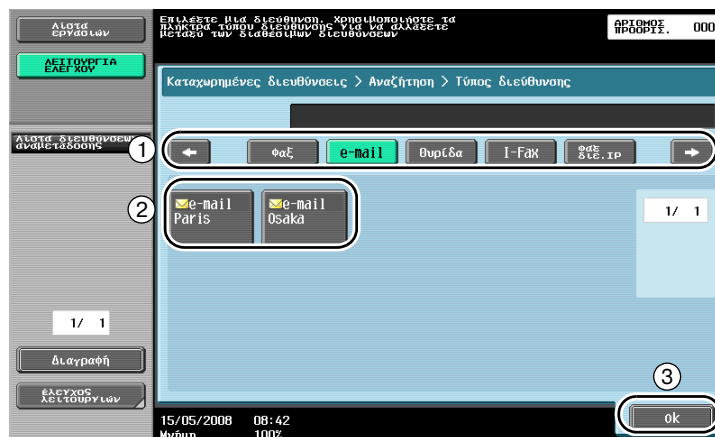 Λίστα
εργασιών
ΛΕΙΤΟΥΡΓΙΑ
ΕΛΕΓΧΟΥ
Λίστα διευθύνσεων
αναμετάδοσης
1/ 1
Διαγραφή
έλεγχος
λειτουργιών
Επιλέξτε μια διεύθυνση. Χρησιμοποιήστε τα
πλήκτρα τύπου διεύθυνσης για να αλλάξετε
μεταξύ των διαθέσιμων διευθύνσεων
ΑΡΙΘΜΟΣ
ΠΡΟΟΡΙΣ. 000
Καταχωρημένες διευθύνσεις > Αναζήτηση > Τύπος διεύθυνσης
1
Φαξ
e-mail
Θυρίδα
I-Fax
Φαξ
διε.IP
2
e-mail
Paris
e-mail
Osaka
1/ 1
3
ok
15/05/2008 08:42
Μνήμη 100%